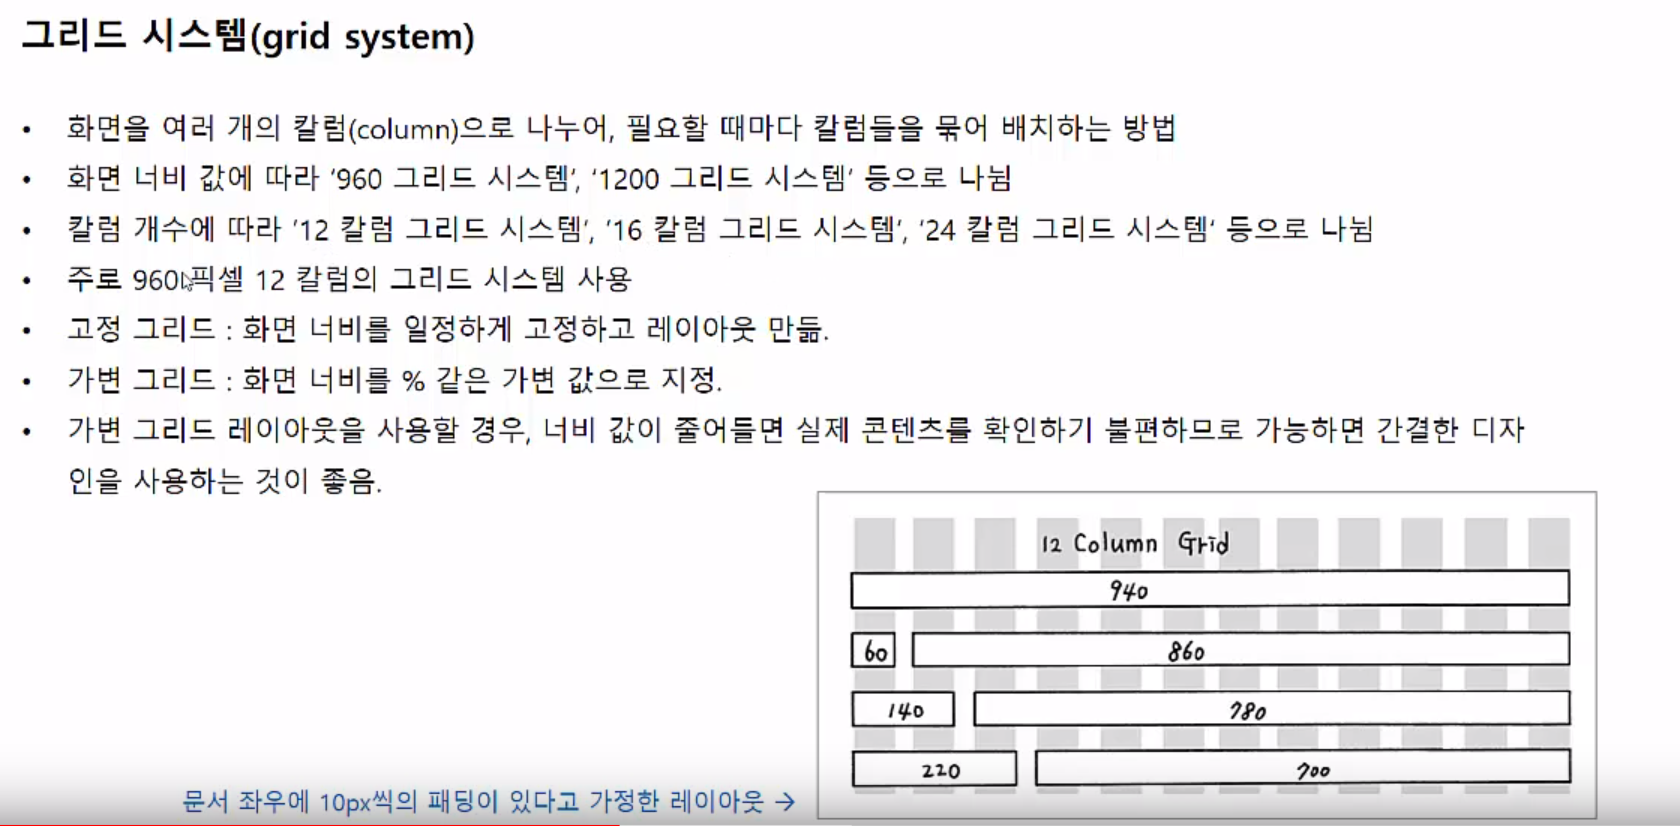 그리드 시스템(grid system)
• 화면을 여러 개의 칼럼(column)으로 나누어, 필요할 때마다 칼럼들을 묶어 배치하는 방법
• 화면 너비 값에 따라 ‘960 그리드 시스템’, ‘1200 그리드 시스템’ 등으로 나뉨
• 칼럼 개수에 따라 ‘12 칼럼 그리드 시스템’, ‘16 칼럼 그리드 시스템’, ‘24 칼럼 그리드 시스템‘ 등으로 나뉨
• 주로 960픽셀 12 칼럼의 그리드 시스템 사용
• 고정 그리드 : 화면 너비를 일정하게 고정하고 레이아웃 만듦.
• 가변 그리드 : 화면 너비를 % 같은 가변 값으로 지정.
• 가변 그리드 레이아웃을 사용할 경우, 너비 값이 줄어들면 실제 콘텐츠를 확인하기 불편하므로 가능하면 간결한 디자
인을 사용하는 것이 좋음.
12 Column Grid
940
60 860
140 780
220 700
문서 좌우에 10px씩의 패딩이 있다고 가정한 레이아웃 →